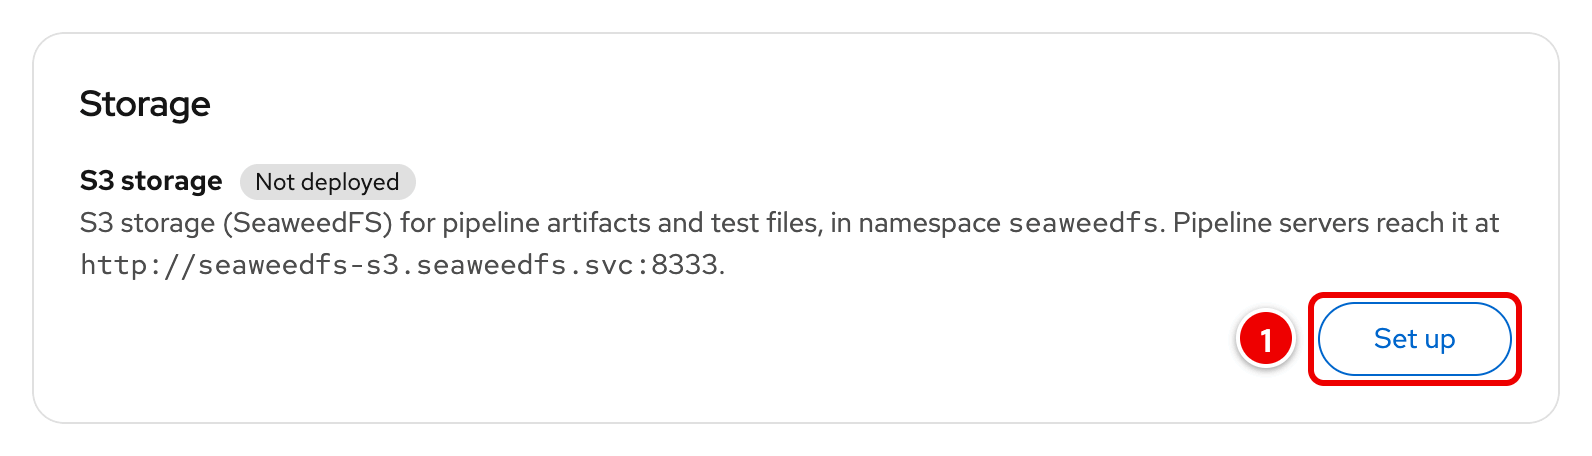 Storage
S3 storage Not deployed
S3 storage (SeaweedFS) for pipeline artifacts and test files, in namespace seaweedfs. Pipeline servers reach it at
http://seaweedfs-s3.seaweedfs.svc:8333.
1 Set up